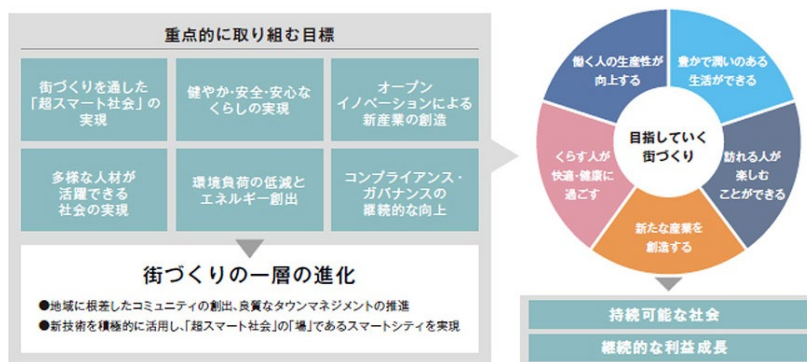 重点的に取り組む目標
街づくりを通した
「超スマート社会」の
実現
健やか・安全・安心な
くらしの実現
オープン
イノベーションによる
新産業の創造
多様な人材が
活躍できる
社会の実現
環境負荷の低減と
エネルギー創出
コンプライアンス・
ガバナンスの
継続的な向上
街づくりの一層の進化
●地域に根差したコミュニティの創出、良質なタウンマネジメントの推進
●新技術を積極的に活用し、「超スマート社会」の「場」であるスマートシティを実現
働く人の生産性が
向上する
豊かで潤いのある
生活ができる
目指していく
街づくり
くらす人が
快適・健康に
過ごす
訪れる人が
楽しむ
ことができる
新たな産業を
創造する
持続可能な社会
継続的な利益成長